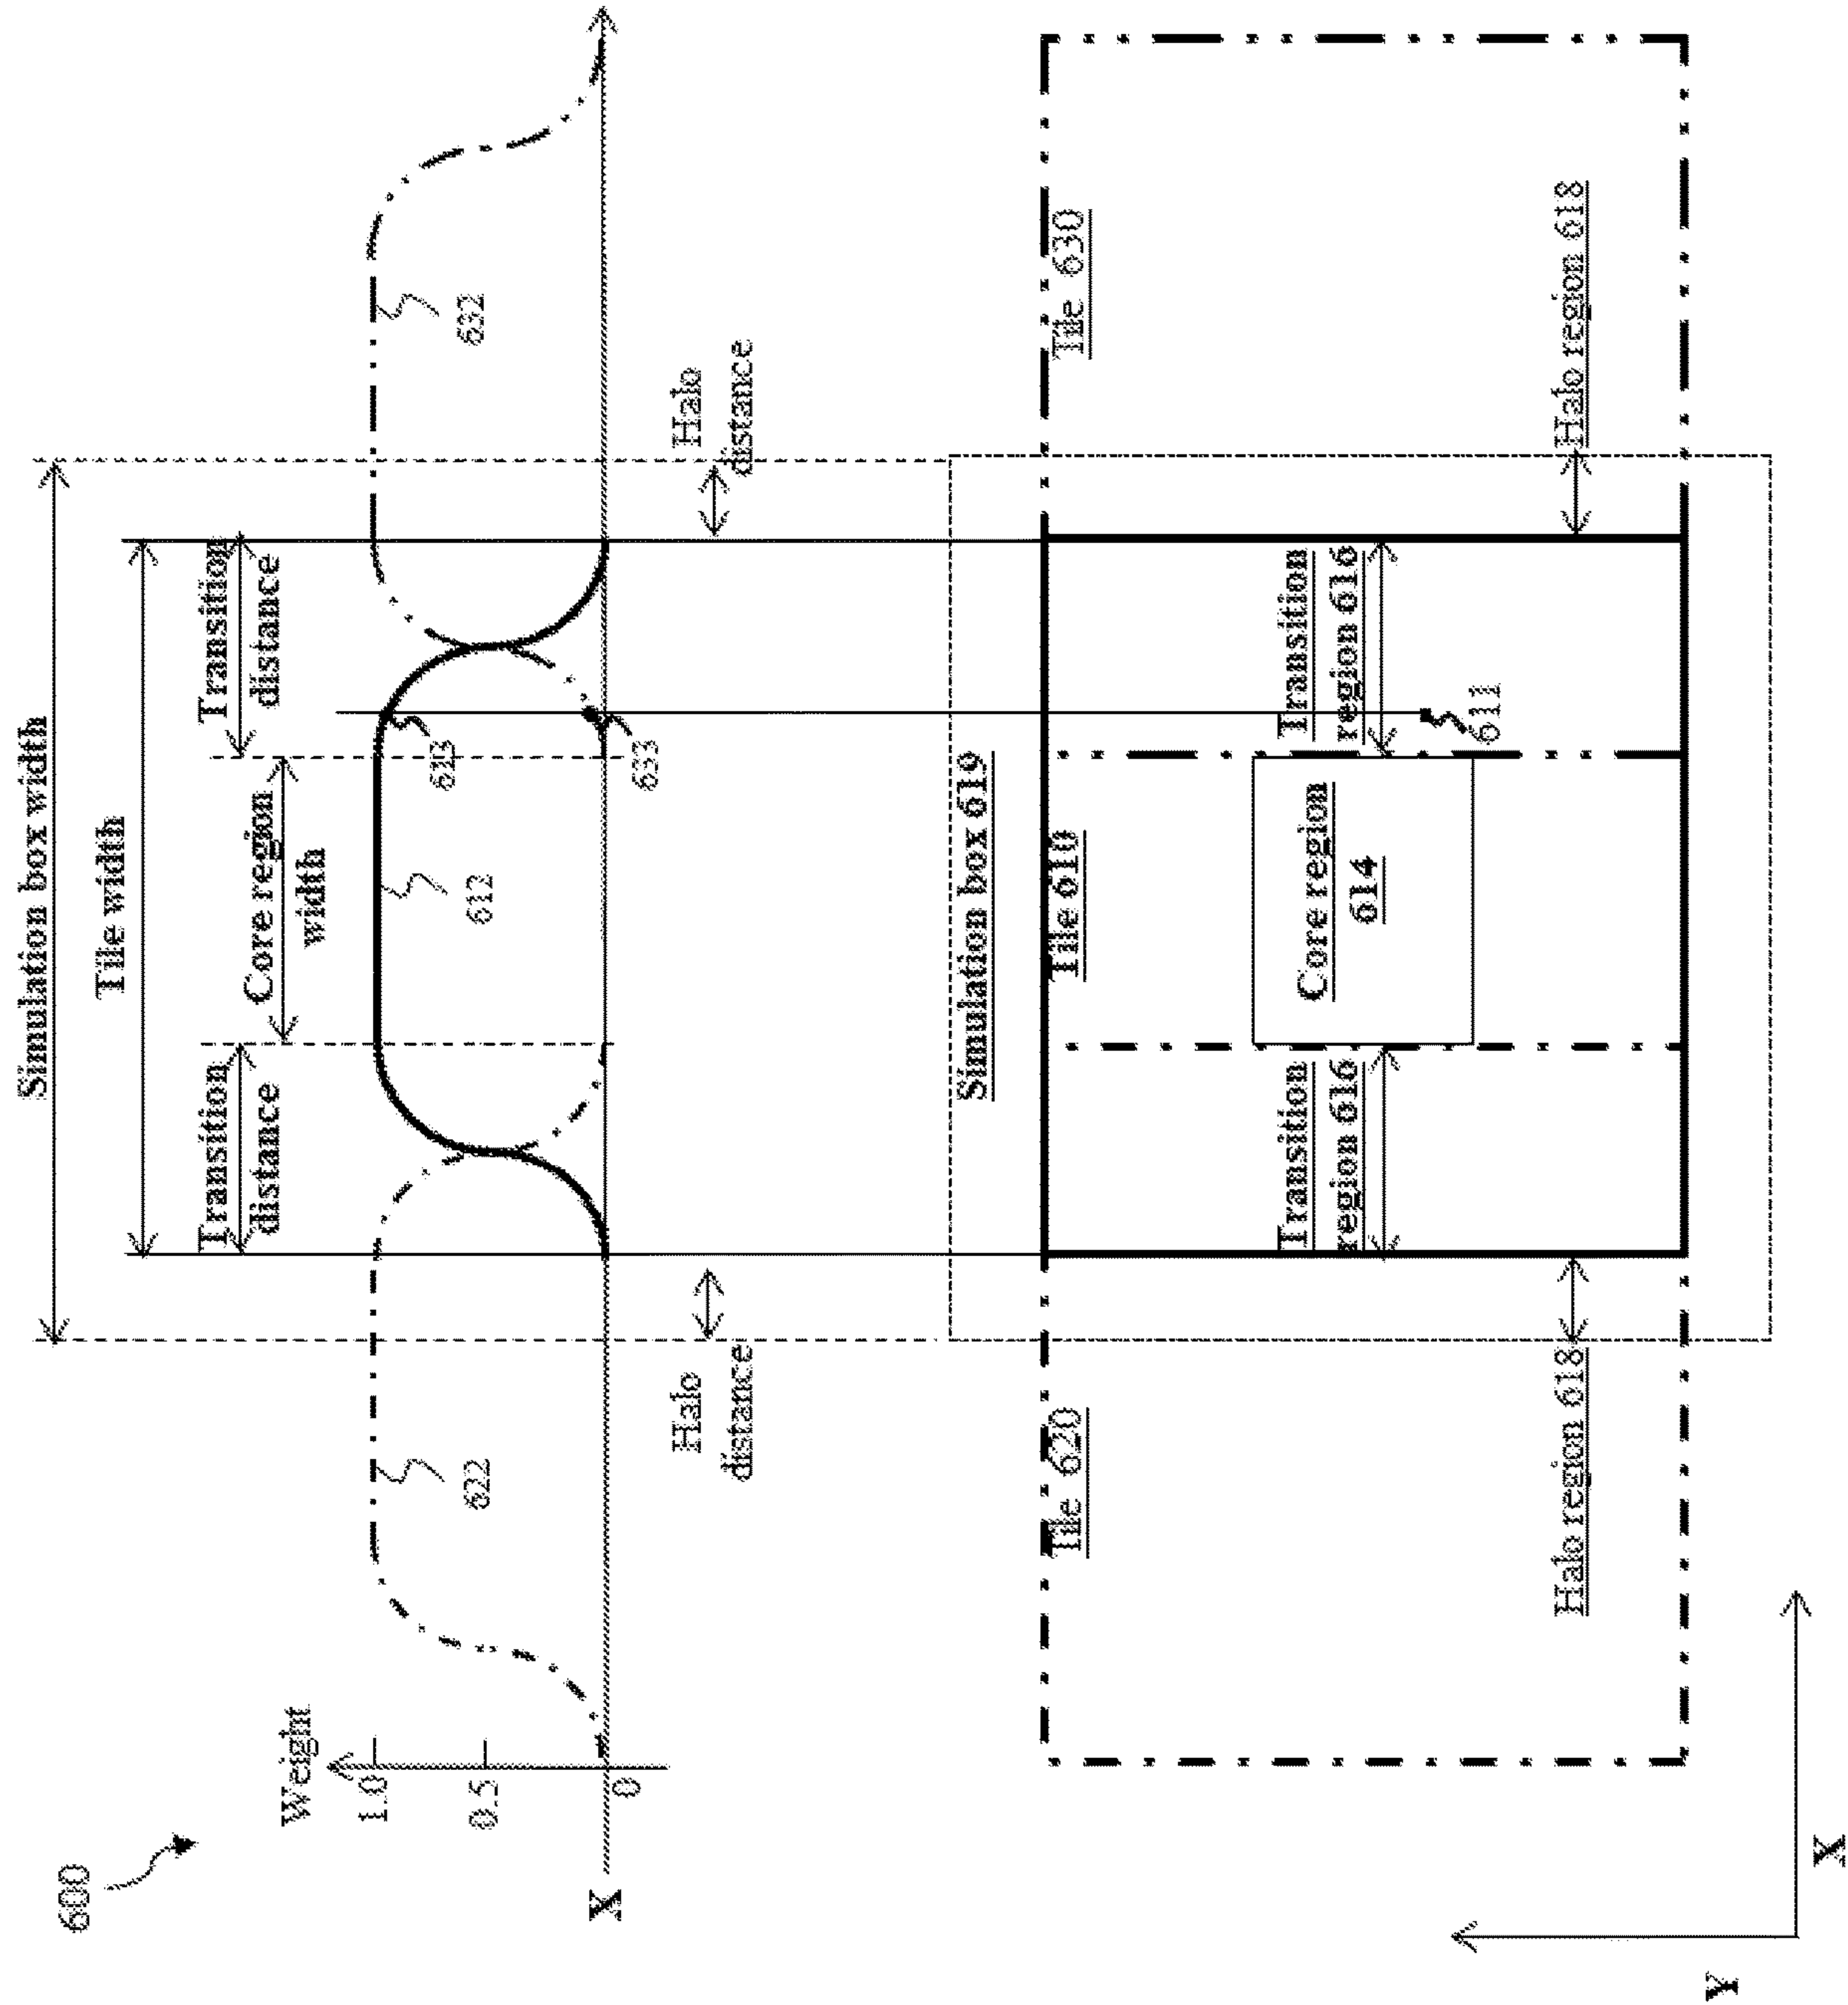 600
Simulation box width
Tile width
Transition
distance
Core region
width
Transition
distance
Weight
1.0
0.5
0
X
622
612
613
633
632
Halo
distance
Halo
distance
Simulation box 619
Tile 620
Tile 610
Tile 630
Transition
region 616
Core region
614
Transition
region 616
611
Halo region 618
Halo region 618
Y
X